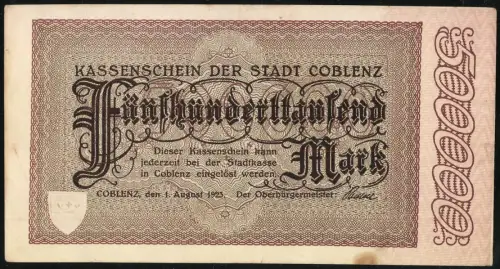 KASSENSCHEIN DER STADT COBLENZ
Fünfhunderttausend
Mark
Dieser Kassenschein kann
jederzeit bei der Stadtkasse
in Coblenz eingelöst werden.
COBLENZ, den 1. August 1923. Der Oberbürgermeister:
500000